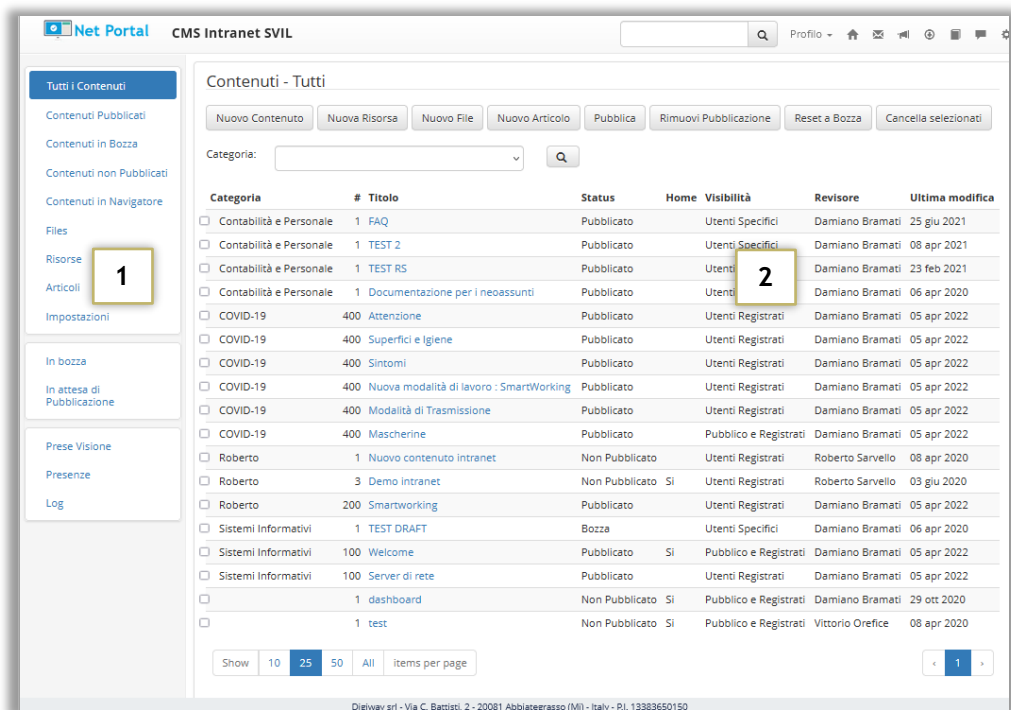 Net Portal CMS Intranet SVIL Profilo
Tutti i Contenuti
Contenuti Pubblicati
Contenuti in Bozza
Contenuti non Pubblicati
Contenuti in Navigatore
Files
Risorse
Articoli
Impostazioni
1
In bozza
In attesa di
Pubblicazione
Prese Visione
Presenze
Log
Contenuti - Tutti
Nuovo Contenuto Nuova Risorsa Nuovo File Nuovo Articolo Pubblica Rimuovi Pubblicazione Reset a Bozza Cancella selezionati
Categoria:
Categoria # Titolo Status Home Visibilità Revisore Ultima modifica
Contabilità e Personale 1 FAQ Pubblicato Utenti Specifici Damiano Bramati 25 giu 2021
Contabilità e Personale 1 TEST 2 Pubblicato Utenti Specifici Damiano Bramati 08 apr 2021
Contabilità e Personale 1 TEST RS Pubblicato Damiano Bramati 23 feb 2021
2
Contabilità e Personale 1 Documentazione per i neoassunti Pubblicato Damiano Bramati 06 apr 2020
COVID-19 400 Attenzione Pubblicato Utenti Registrati Damiano Bramati 05 apr 2022
COVID-19 400 Superfici e Igiene Pubblicato Utenti Registrati Damiano Bramati 05 apr 2022
COVID-19 400 Sintomi Pubblicato Utenti Registrati Damiano Bramati 05 apr 2022
COVID-19 400 Nuova modalità di lavoro : SmartWorking Pubblicato Utenti Registrati Damiano Bramati 05 apr 2022
COVID-19 400 Modalità di Trasmissione Pubblicato Utenti Registrati Damiano Bramati 05 apr 2022
COVID-19 400 Mascherine Pubblicato Pubblico e Registrati Damiano Bramati 05 apr 2022
Roberto 1 Nuovo contenuto intranet Non Pubblicato Utenti Registrati Roberto Sarvello 08 apr 2020
Roberto 3 Demo intranet Non Pubblicato Si Utenti Registrati Roberto Sarvello 03 giu 2020
Roberto 200 Smartworking Pubblicato Utenti Registrati Damiano Bramati 05 apr 2022
Sistemi Informativi 1 TEST DRAFT Bozza Utenti Specifici Damiano Bramati 06 apr 2020
Sistemi Informativi 100 Welcome Pubblicato Si Pubblico e Registrati Damiano Bramati 05 apr 2022
Sistemi Informativi 100 Server di rete Pubblicato Utenti Registrati Damiano Bramati 05 apr 2022
1 dashboard Non Pubblicato Si Pubblico e Registrati Damiano Bramati 29 ott 2020
1 test Non Pubblicato Si Pubblico e Registrati Vittorio Orefice 08 apr 2020
Show 10 25 50 All items per page ‹ 1 ›
Digiway srl - Via C. Battisti, 2 - 20081 Abbiategrasso (Mi) - Italy - P.I. 13383650150